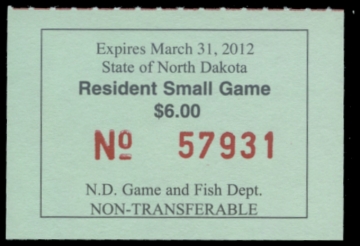 Expires March 31, 2012
State of North Dakota
Resident Small Game
$6.00
Nº 57931
N.D. Game and Fish Dept.
NON-TRANSFERABLE